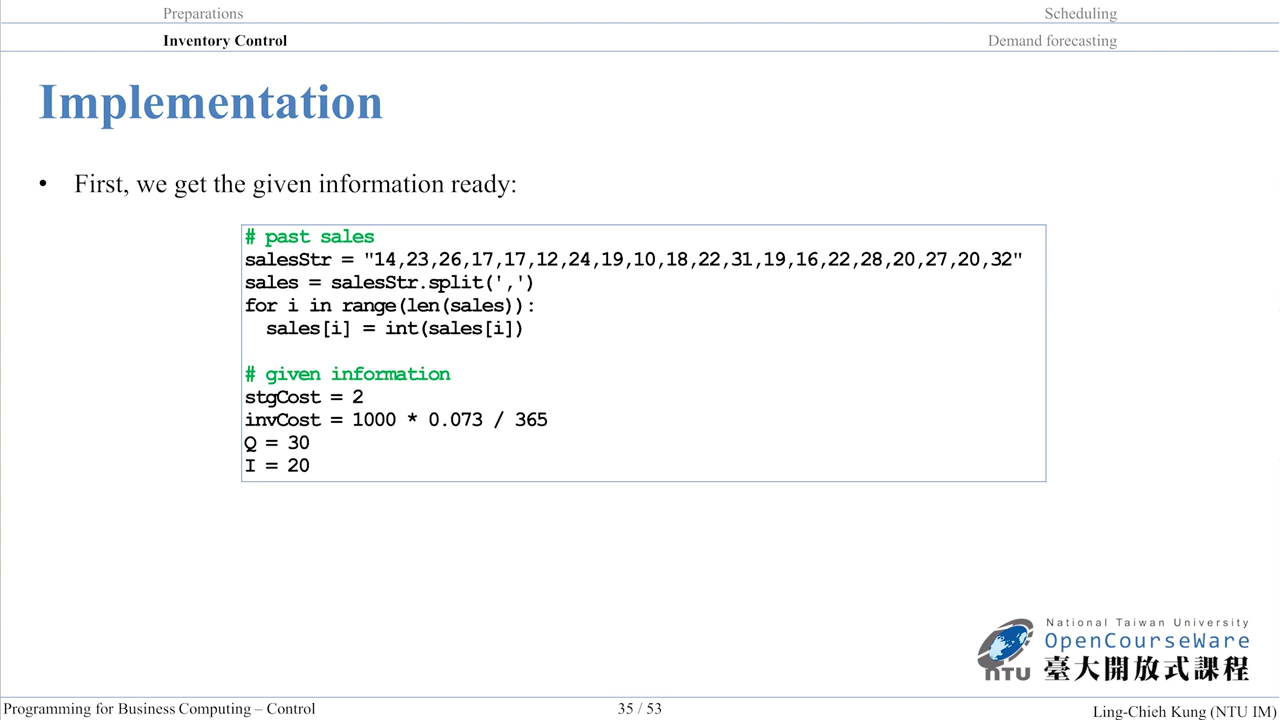 Preparations
Scheduling
Inventory Control
Demand forecasting
Implementation
• First, we get the given information ready:
# past sales
salesStr = "14,23,26,17,17,12,24,19,10,18,22,31,19,16,22,28,20,27,20,32"
sales = salesStr.split(',')
for i in range(len(sales)):
  sales[i] = int(sales[i])
# given information
stgCost = 2
invCost = 1000 * 0.073 / 365
Q = 30
I = 20
National Taiwan University
OpenCourseWare
臺大開放式課程
NTU
Programming for Business Computing – Control
35 / 53
Ling-Chieh Kung (NTU IM)